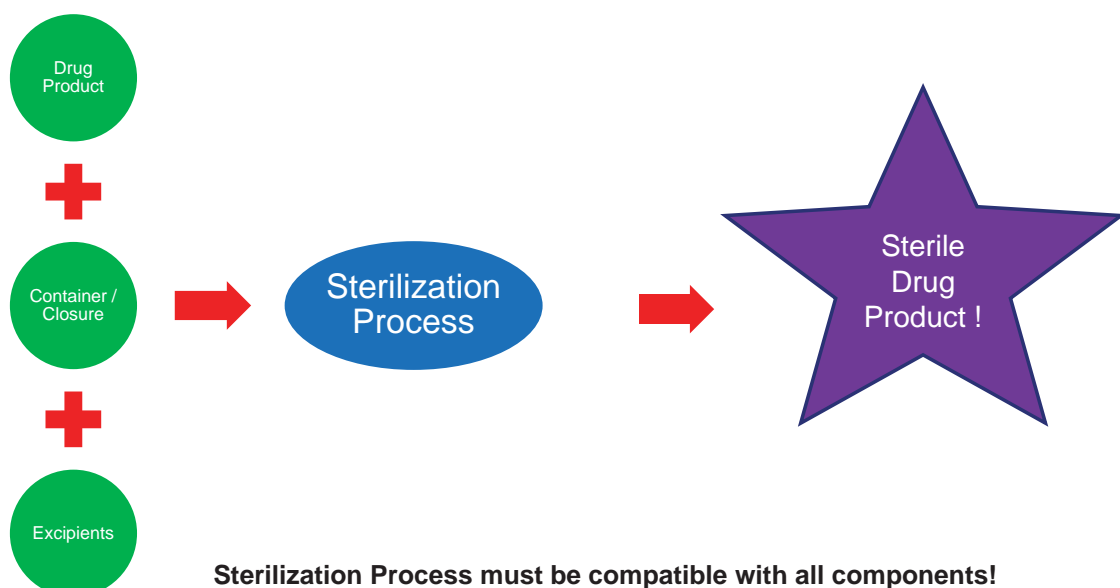 Drug
Product
Container /
Closure
Excipients
Sterilization
Process
Sterile
Drug
Product !
Sterilization Process must be compatible with all components!